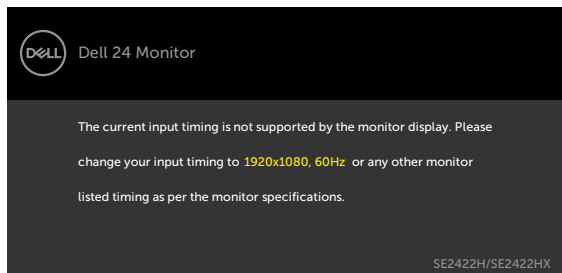 DELL
Dell 24 Monitor
The current input timing is not supported by the monitor display. Please
change your input timing to 1920x1080, 60Hz or any other monitor
listed timing as per the monitor specifications.
SE2422H/SE2422HX